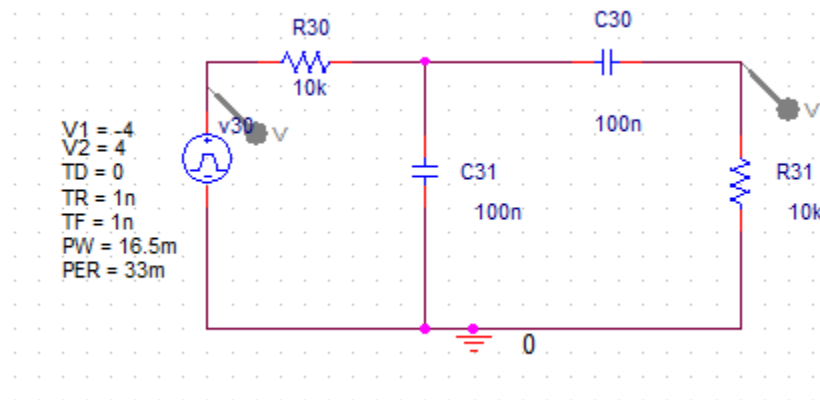 R30
10k
C30
100n
v30
V
V
V1 = -4
V2 = 4
TD = 0
TR = 1n
TF = 1n
PW = 16.5m
PER = 33m
C31
100n
R31
10k
0